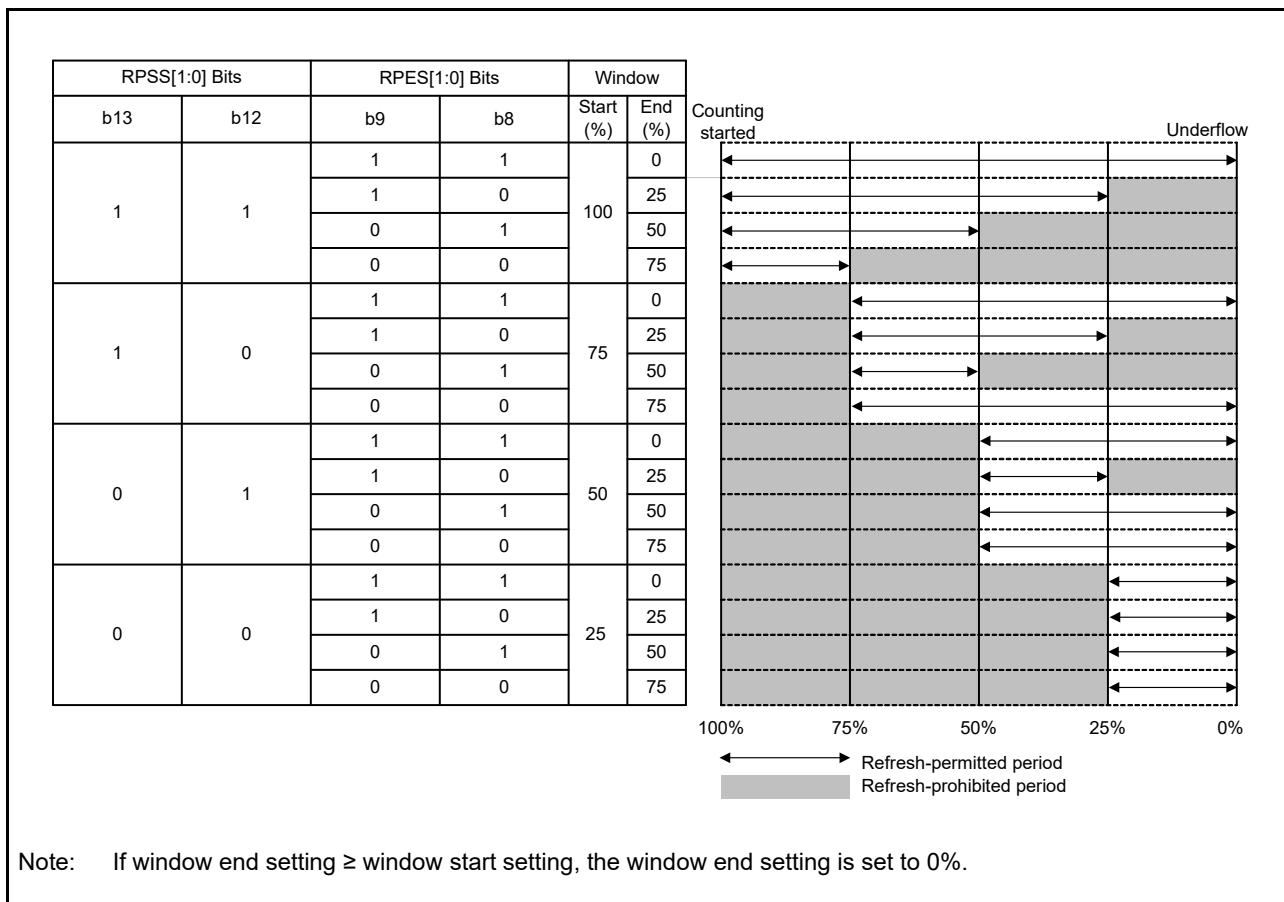 RPSS[1:0] Bits RPES[1:0] Bits Window
b13 b12 b9 b8 Start (%) End (%)
Counting started Underflow
1 1 1 1 100 0
1 0 25
0 1 50
0 0 75
1 0 1 1 75 0
1 0 25
0 1 50
0 0 75
0 1 1 1 50 0
1 0 25
0 1 50
0 0 75
0 0 1 1 25 0
1 0 25
0 1 50
0 0 75
100% 75% 50% 25% 0%
Refresh-permitted period
Refresh-prohibited period
Note: If window end setting ≥ window start setting, the window end setting is set to 0%.